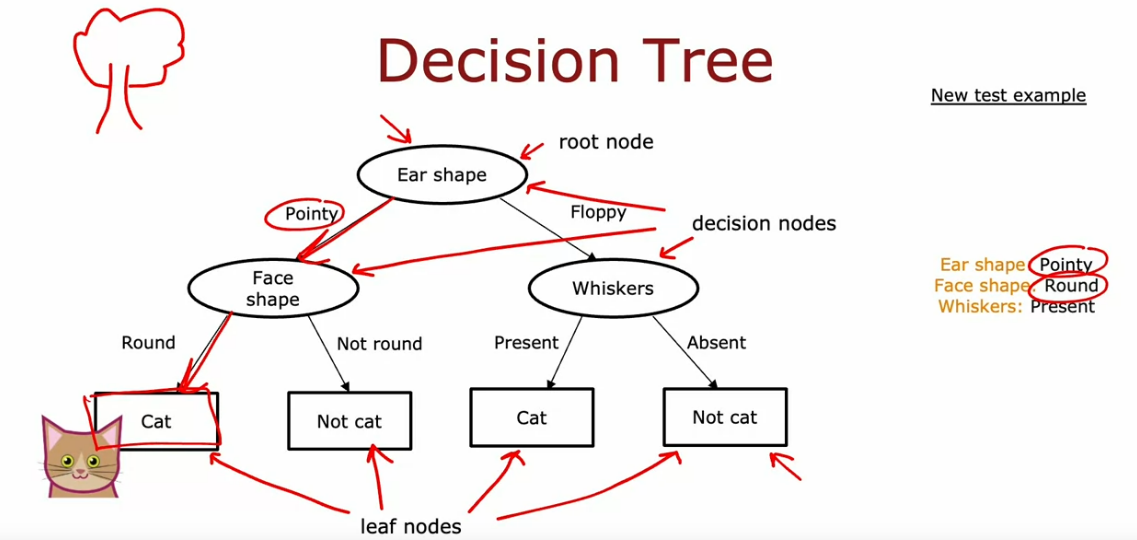 Decision Tree
New test example
root node
Ear shape
Pointy
Floppy
decision nodes
Face
shape
Whiskers
Ear shape Pointy
Face shape: Round
Whiskers: Present
Round
Not round
Present
Absent
Cat
Not cat
Cat
Not cat
leaf nodes